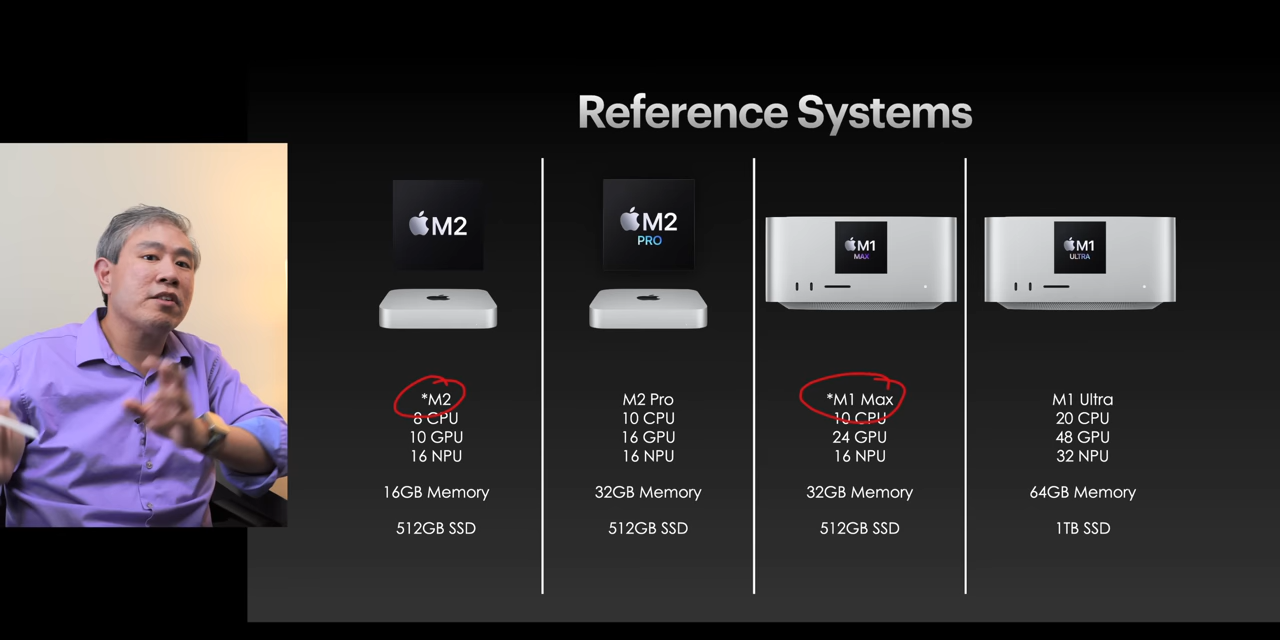 Reference Systems
M2
M2
PRO
M1
MAX
M1
ULTRA
*M2
8 CPU
10 GPU
16 NPU
16GB Memory
512GB SSD
M2 Pro
10 CPU
16 GPU
16 NPU
32GB Memory
512GB SSD
*M1 Max
10 CPU
24 GPU
16 NPU
32GB Memory
512GB SSD
M1 Ultra
20 CPU
48 GPU
32 NPU
64GB Memory
1TB SSD